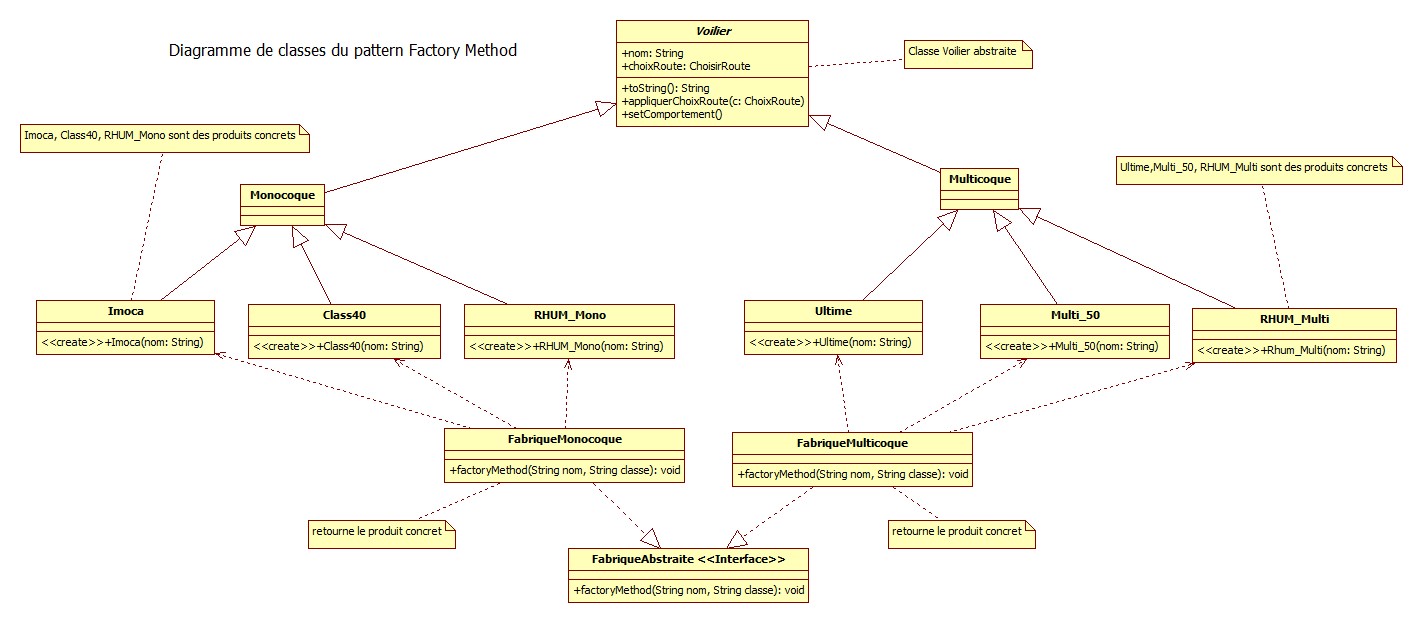 Diagramme de classes du pattern Factory Method
Voilier
+nom: String
+choixRoute: ChoisirRoute
+toString(): String
+appliquerChoixRoute(c: ChoixRoute)
+setComportement()
Classe Voilier abstraite
Imoca, Class40, RHUM_Mono sont des produits concrets
Ultime,Multi_50, RHUM_Multi sont des produits concrets
Monocoque
Multicoque
Imoca
<<create>>+Imoca(nom: String)
Class40
<<create>>+Class40(nom: String)
RHUM_Mono
<<create>>+RHUM_Mono(nom: String)
Ultime
<<create>>+Ultime(nom: String)
Multi_50
<<create>>+Multi_50(nom: String)
RHUM_Multi
<<create>>+Rhum_Multi(nom: String)
FabriqueMonocoque
+factoryMethod(String nom, String classe): void
FabriqueMulticoque
+factoryMethod(String nom, String classe): void
retourne le produit concret
retourne le produit concret
FabriqueAbstraite <<Interface>>
+factoryMethod(String nom, String classe): void